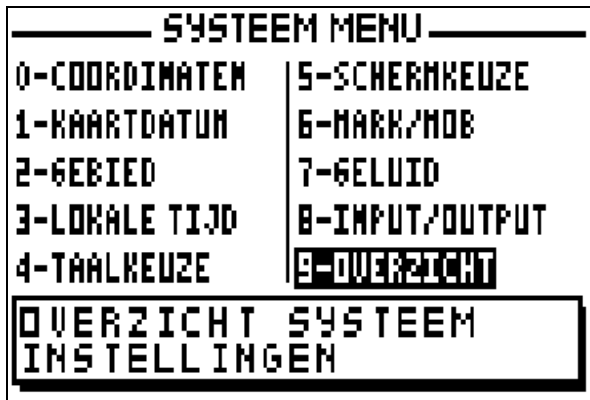 SYSTEEM MENU
0-COORDINATEN
1-KAARTDATUM
2-GEBIED
3-LOKALE TIJD
4-TAALKEUZE
5-SCHERMKEUZE
6-MARK/MOB
7-GELUID
8-INPUT/OUTPUT
9-OVERZICHT
OVERZICHT SYSTEEM
INSTELLINGEN